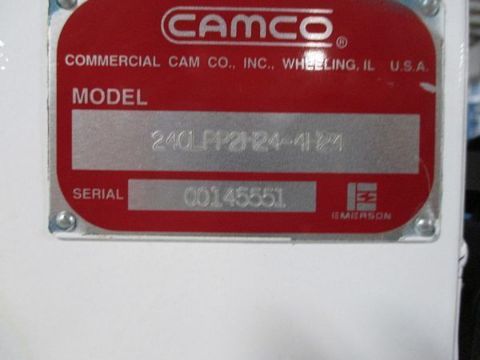 CAMCO ®
COMMERCIAL CAM CO., INC., WHEELING, IL U.S.A.
MODEL
240LPP2H24-4H24
SERIAL 00145551
EMERSON